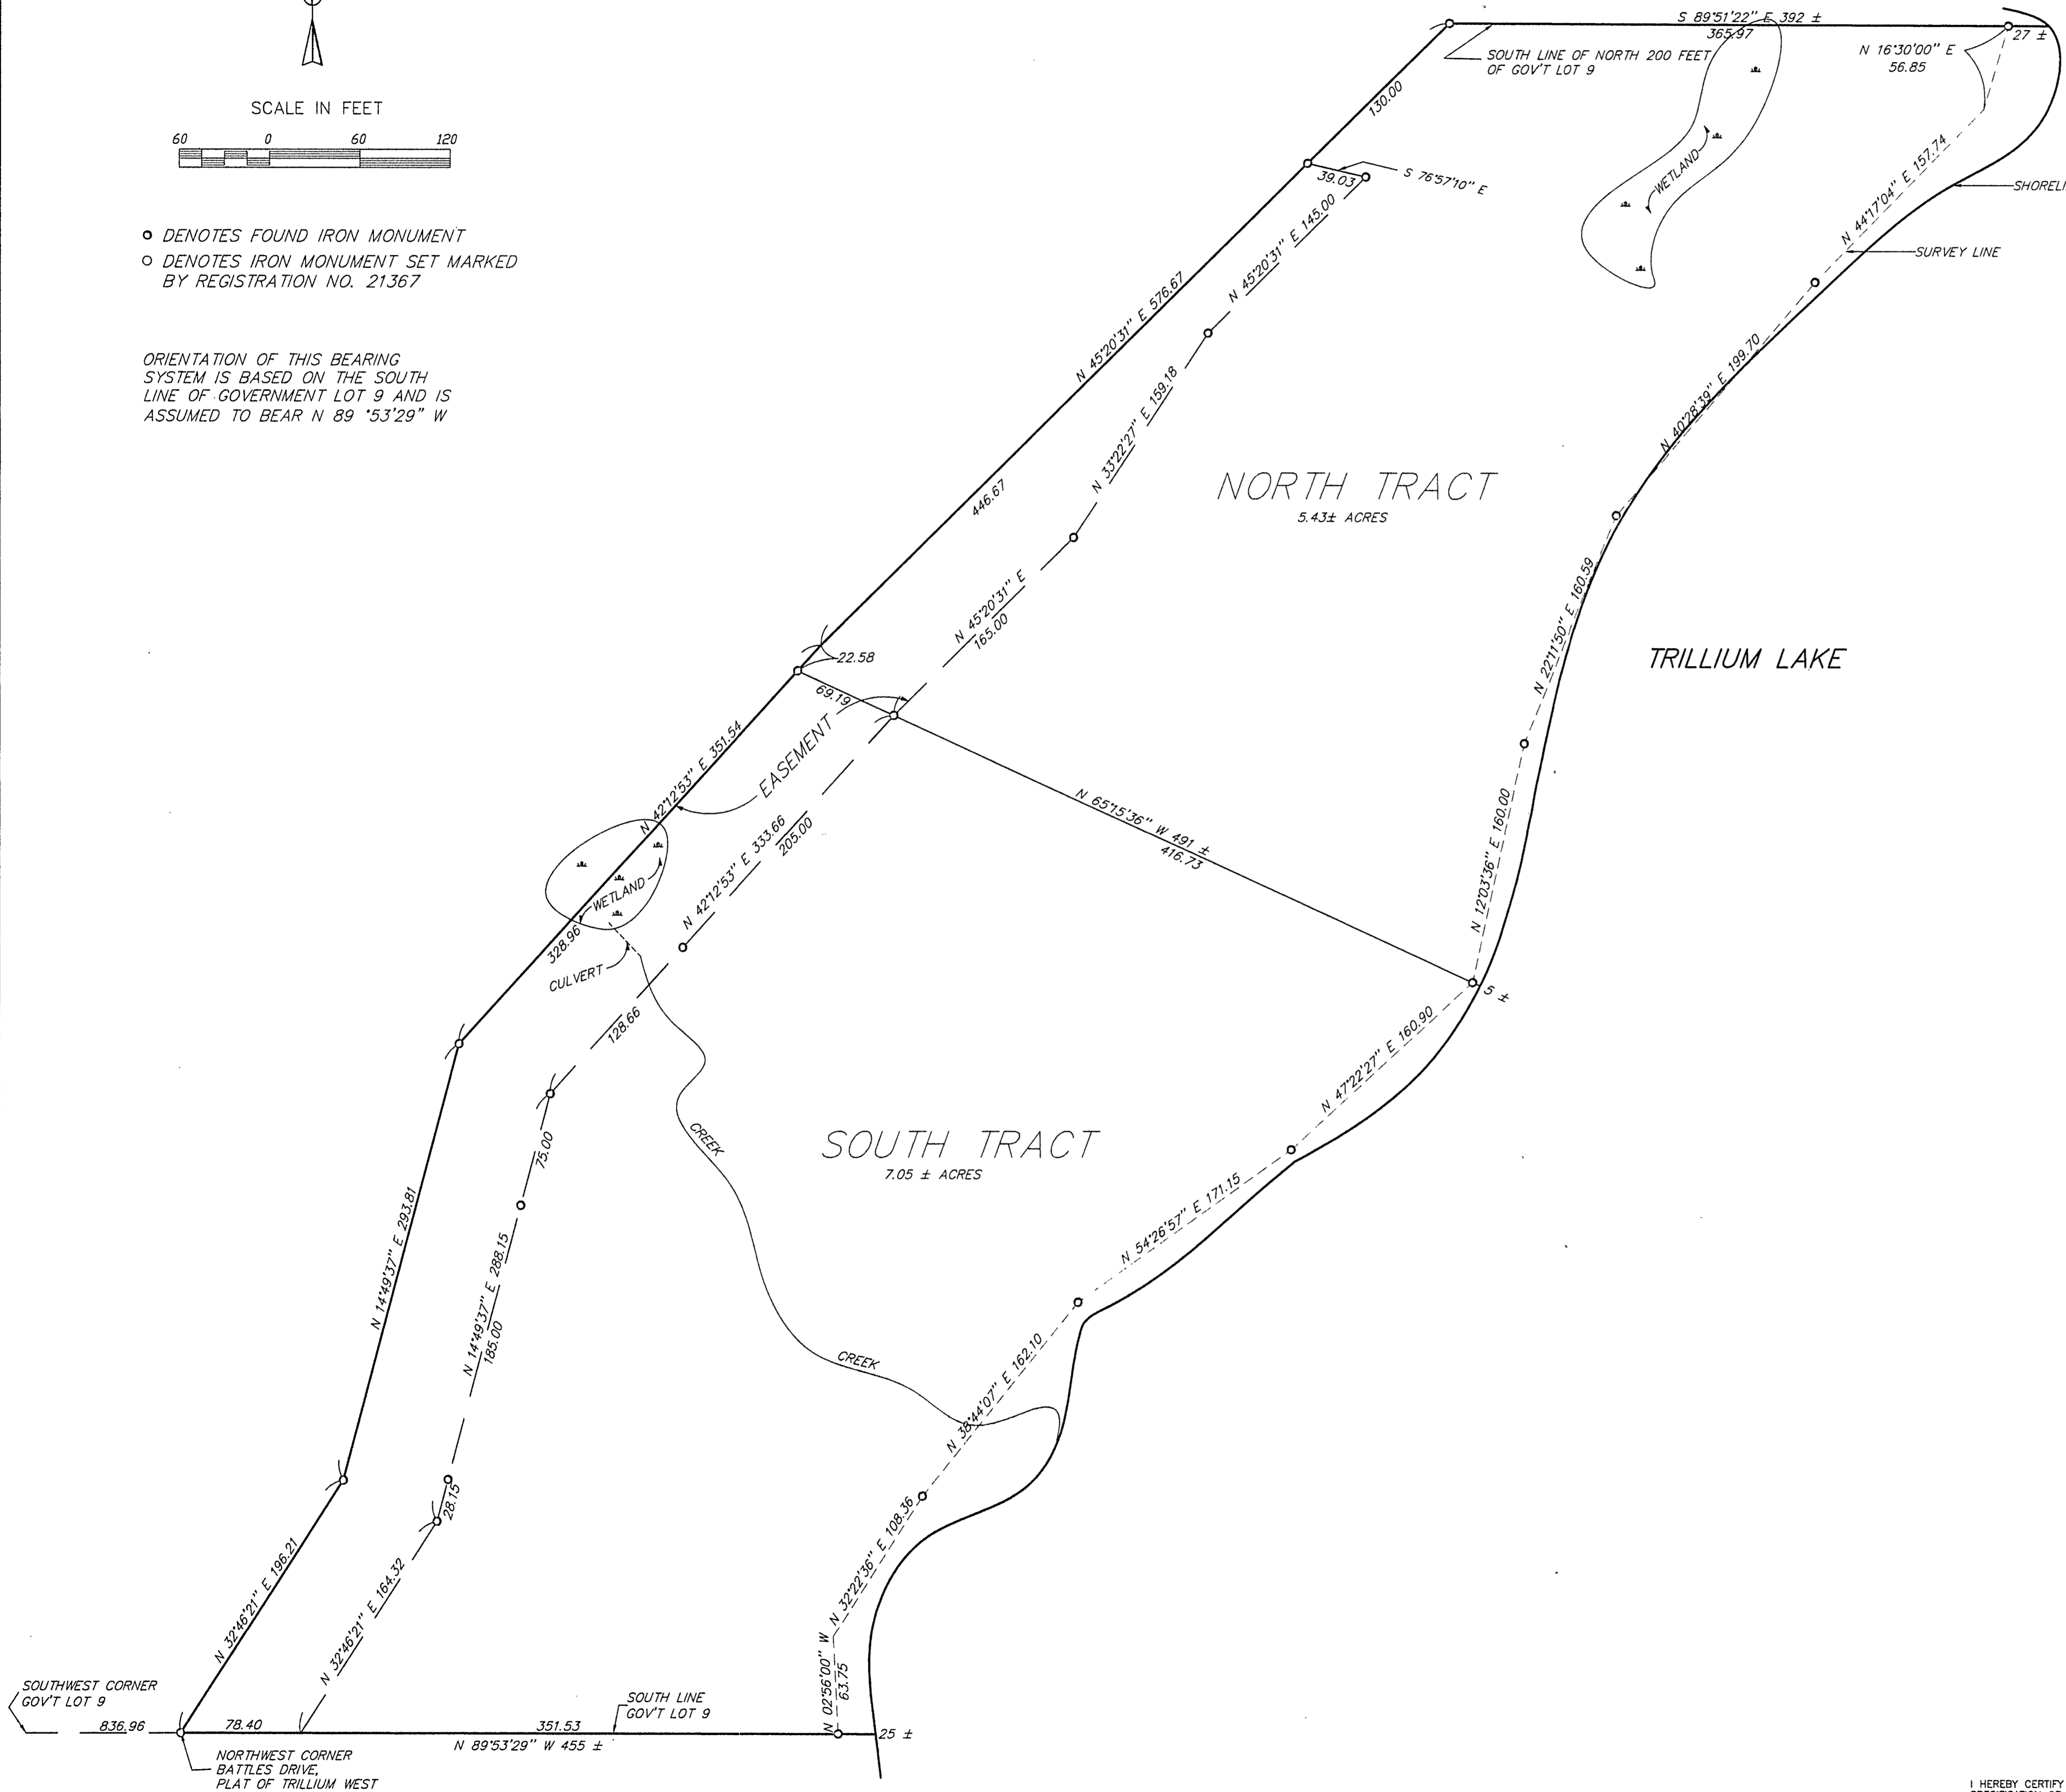 S 89°51'22" E 392 ±
365.97
27 ±
N 16°30'00" E
56.85
SOUTH LINE OF NORTH 200 FEET
OF GOV'T LOT 9
SCALE IN FEET
60 0 60 120
130.00
39.03
S 76°57'10" E
WETLAND
N 44°17'04" E 157.74
SHORELI
SURVEY LINE
DENOTES FOUND IRON MONUMENT
DENOTES IRON MONUMENT SET MARKED
BY REGISTRATION NO. 21367
N 45°20'31" E 145.00
N 45°20'31" E 576.67
ORIENTATION OF THIS BEARING
SYSTEM IS BASED ON THE SOUTH
LINE OF GOVERNMENT LOT 9 AND IS
ASSUMED TO BEAR N 89 °53'29" W
N 40°28'39" E 199.70
N 33°22'27" E 159.18
446.67
NORTH TRACT
5.43± ACRES
N 45°20'31" E
165.00
N 22°11'50" E 160.59
TRILLIUM LAKE
22.58
69.19
EASEMENT
N 42°12'53" E 351.54
N 65°15'36" W 491 ±
416.73
N 12°03'36" E 160.00
N 42°12'53" E 333.66
205.00
WETLAND
328.96
CULVERT
5 ±
128.66
N 47°22'27" E 160.90
CREEK
SOUTH TRACT
7.05 ± ACRES
75.00
N 54°26'57" E 171.15
N 14°49'37" E 293.81
N 14°49'37" E 288.15
185.00
CREEK
N 38°44'07" E 162.10
28.15
N 32°22'36" E 108.36
N 32°46'21" E 196.21
N 32°46'21" E 164.32
N 02°56'00" W
63.75
SOUTHWEST CORNER
GOV'T LOT 9
SOUTH LINE
GOV'T LOT 9
836.96
78.40
351.53
25 ±
N 89°53'29" W 455 ±
NORTHWEST CORNER
BATTLES DRIVE,
PLAT OF TRILLIUM WEST
I HEREBY CERTIFY